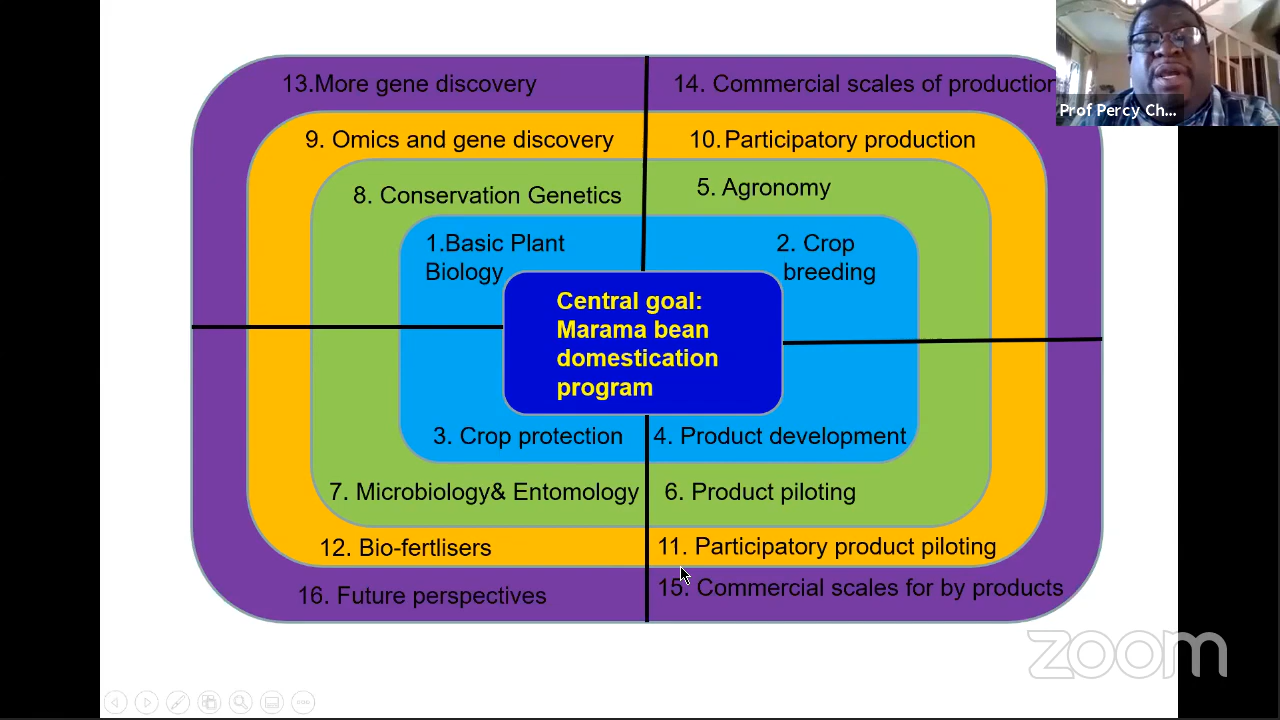 13.More gene discovery
14. Commercial scales of production
Prof Percy Ch...
9. Omics and gene discovery
10. Participatory production
8. Conservation Genetics
5. Agronomy
1.Basic Plant
Biology
2. Crop
breeding
Central goal:
Marama bean
domestication
program
3. Crop protection
4. Product development
7. Microbiology& Entomology
6. Product piloting
12. Bio-fertlisers
11. Participatory product piloting
16. Future perspectives
15. Commercial scales for by products
zoom